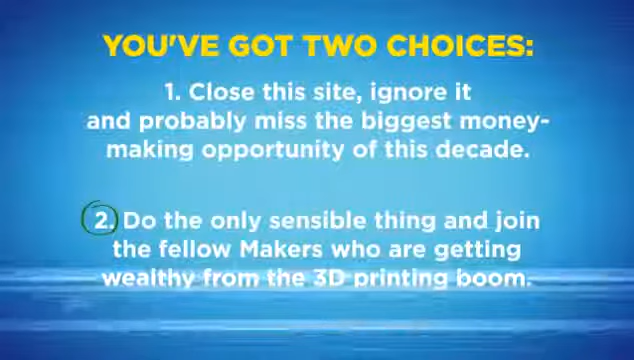 YOU'VE GOT TWO CHOICES:
1. Close this site, ignore it
and probably miss the biggest money-
making opportunity of this decade.
2. Do the only sensible thing and join
the fellow Makers who are getting
wealthy from the 3D printing boom.